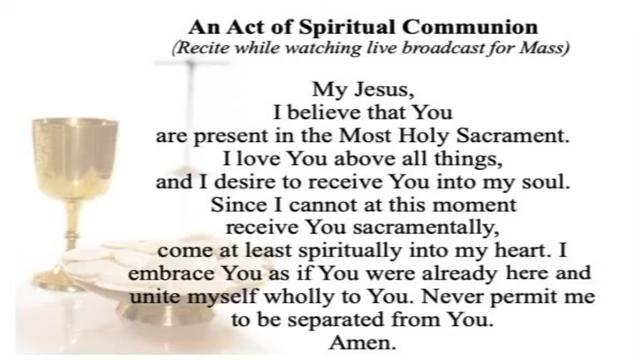 An Act of Spiritual Communion
(Recite while watching live broadcast for Mass)
My Jesus,
I believe that You
are present in the Most Holy Sacrament.
I love You above all things,
and I desire to receive You into my soul.
Since I cannot at this moment
receive You sacramentally,
come at least spiritually into my heart. I
embrace You as if You were already here and
unite myself wholly to You. Never permit me
to be separated from You.
Amen.